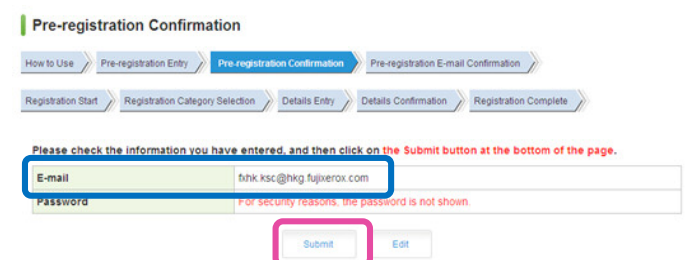 Pre-registration Confirmation
How to Use Pre-registration Entry Pre-registration Confirmation Pre-registration E-mail Confirmation
Registration Start Registration Category Selection Details Entry Details Confirmation Registration Complete
Please check the information you have entered, and then click on the Submit button at the bottom of the page.
E-mail fxhk.ksc@hkg.fujixerox.com
Password For security reasons, the password is not shown.
Submit Edit